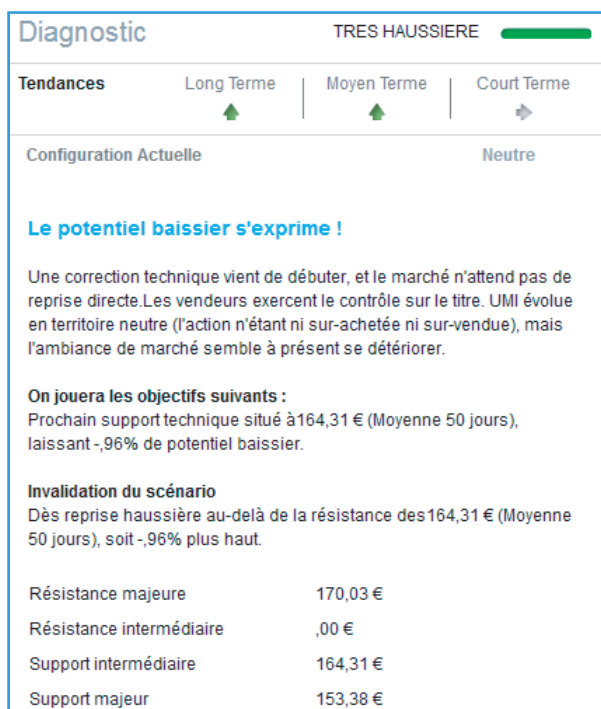 Diagnostic TRES HAUSSIERE
Tendances Long Terme Moyen Terme Court Terme
Configuration Actuelle Neutre
Le potentiel baissier s'exprime !
Une correction technique vient de débuter, et le marché n'attend pas de
reprise directe.Les vendeurs exercent le contrôle sur le titre. UMI évolue
en territoire neutre (l'action n'étant ni sur-achetée ni sur-vendue), mais
l'ambiance de marché semble à présent se détériorer.
On jouera les objectifs suivants :
Prochain support technique situé à164,31 € (Moyenne 50 jours),
laissant -,96% de potentiel baissier.
Invalidation du scénario
Dès reprise haussière au-delà de la résistance des164,31 € (Moyenne
50 jours), soit -,96% plus haut.
Résistance majeure 170,03 €
Résistance intermédiaire ,00 €
Support intermédiaire 164,31 €
Support majeur 153,38 €